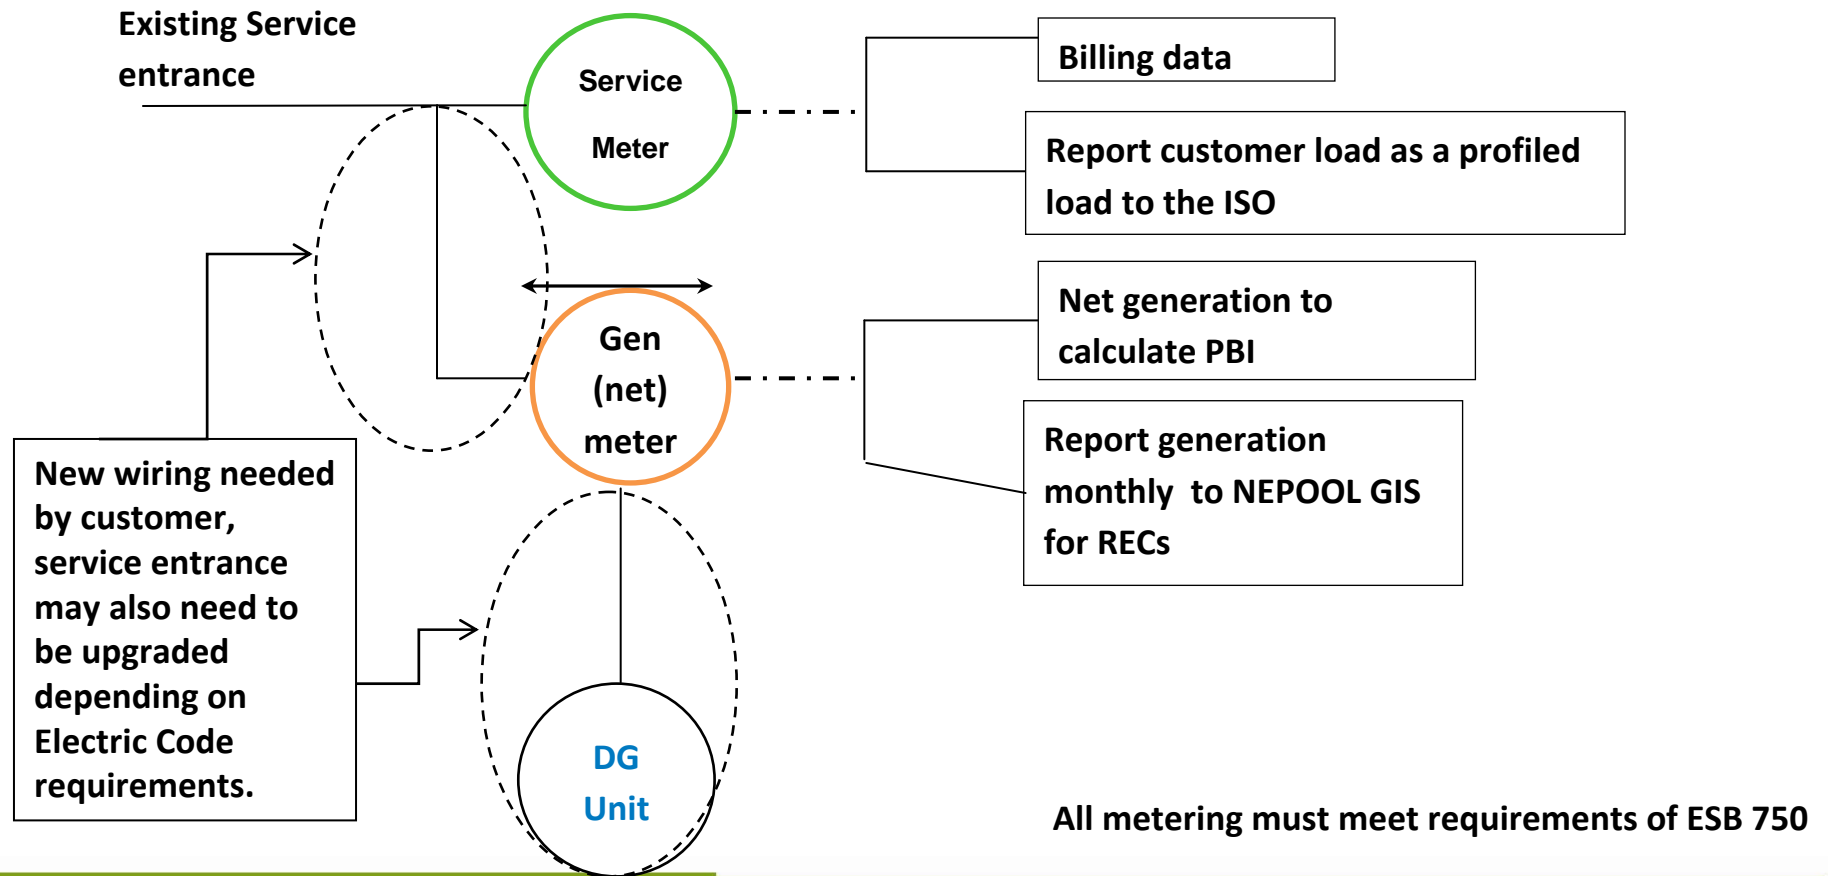 Existing Service
entrance
Service
Meter
Billing data
Report customer load as a profiled
load to the ISO
Gen
(net)
meter
Net generation to
calculate PBI
Report generation
monthly  to NEPOOL GIS
for RECs
New wiring needed
by customer,
service entrance
may also need to
be upgraded
depending on
Electric Code
requirements.
DG
Unit
All metering must meet requirements of ESB 750